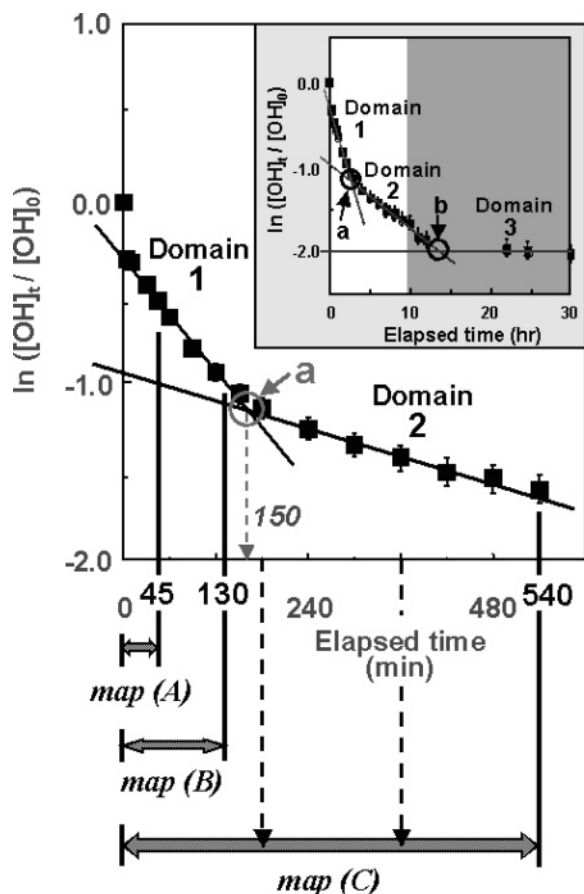 1.0
0.0
-1.0
-2.0
ln ([OH]t / [OH]0)
Domain
1
a
Domain
2
150
0.0
-1.0
-2.0
ln ([OH]t / [OH]0)
Domain
1
Domain
2
a
b
Domain
3
0 10 20 30
Elapsed time (hr)
45 130 540
0 240 480
Elapsed time
(min)
map (A)
map (B)
map (C)